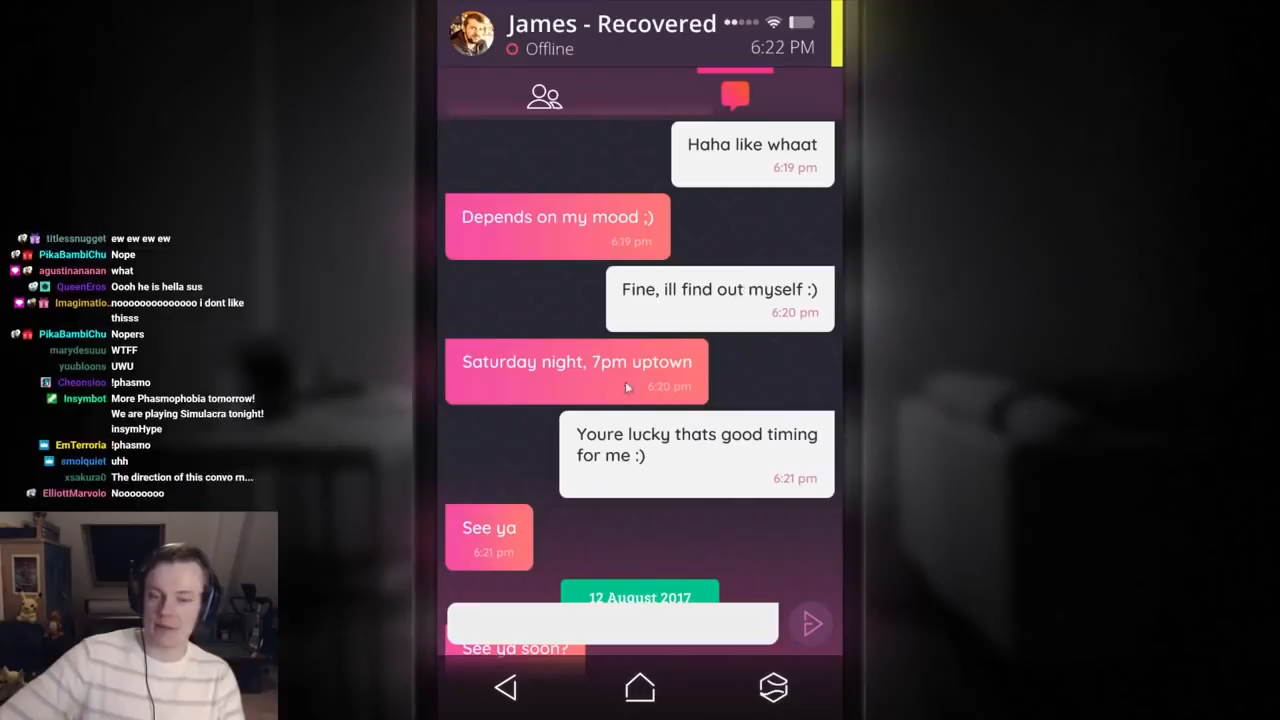 James - Recovered
Offline
6:22 PM
Haha like whaat
6:19 pm
Depends on my mood ;)
6:19 pm
Fine, ill find out myself :)
6:20 pm
Saturday night, 7pm uptown
6:20 pm
Youre lucky thats good timing
for me :)
6:21 pm
See ya
6:21 pm
12 August 2017
See ya soon?
titlessnugget ew ew ew ew
PikaBambiChu Nope
agustinananan what
QueenEros Oooh he is hella sus
Imaginatio.. nooooooooooooo i dont like
thisss
PikaBambiChu Nopers
marydesuuu WTFF
yuubloons UWU
Cheonsioo !phasmo
Insymbot More Phasmophobia tomorrow!
We are playing Simulacra tonight!
insymHype
EmTerroria !phasmo
smolquiet uhh
xsakura0 The direction of this convo rn...
ElliottMarvolo Nooooooo